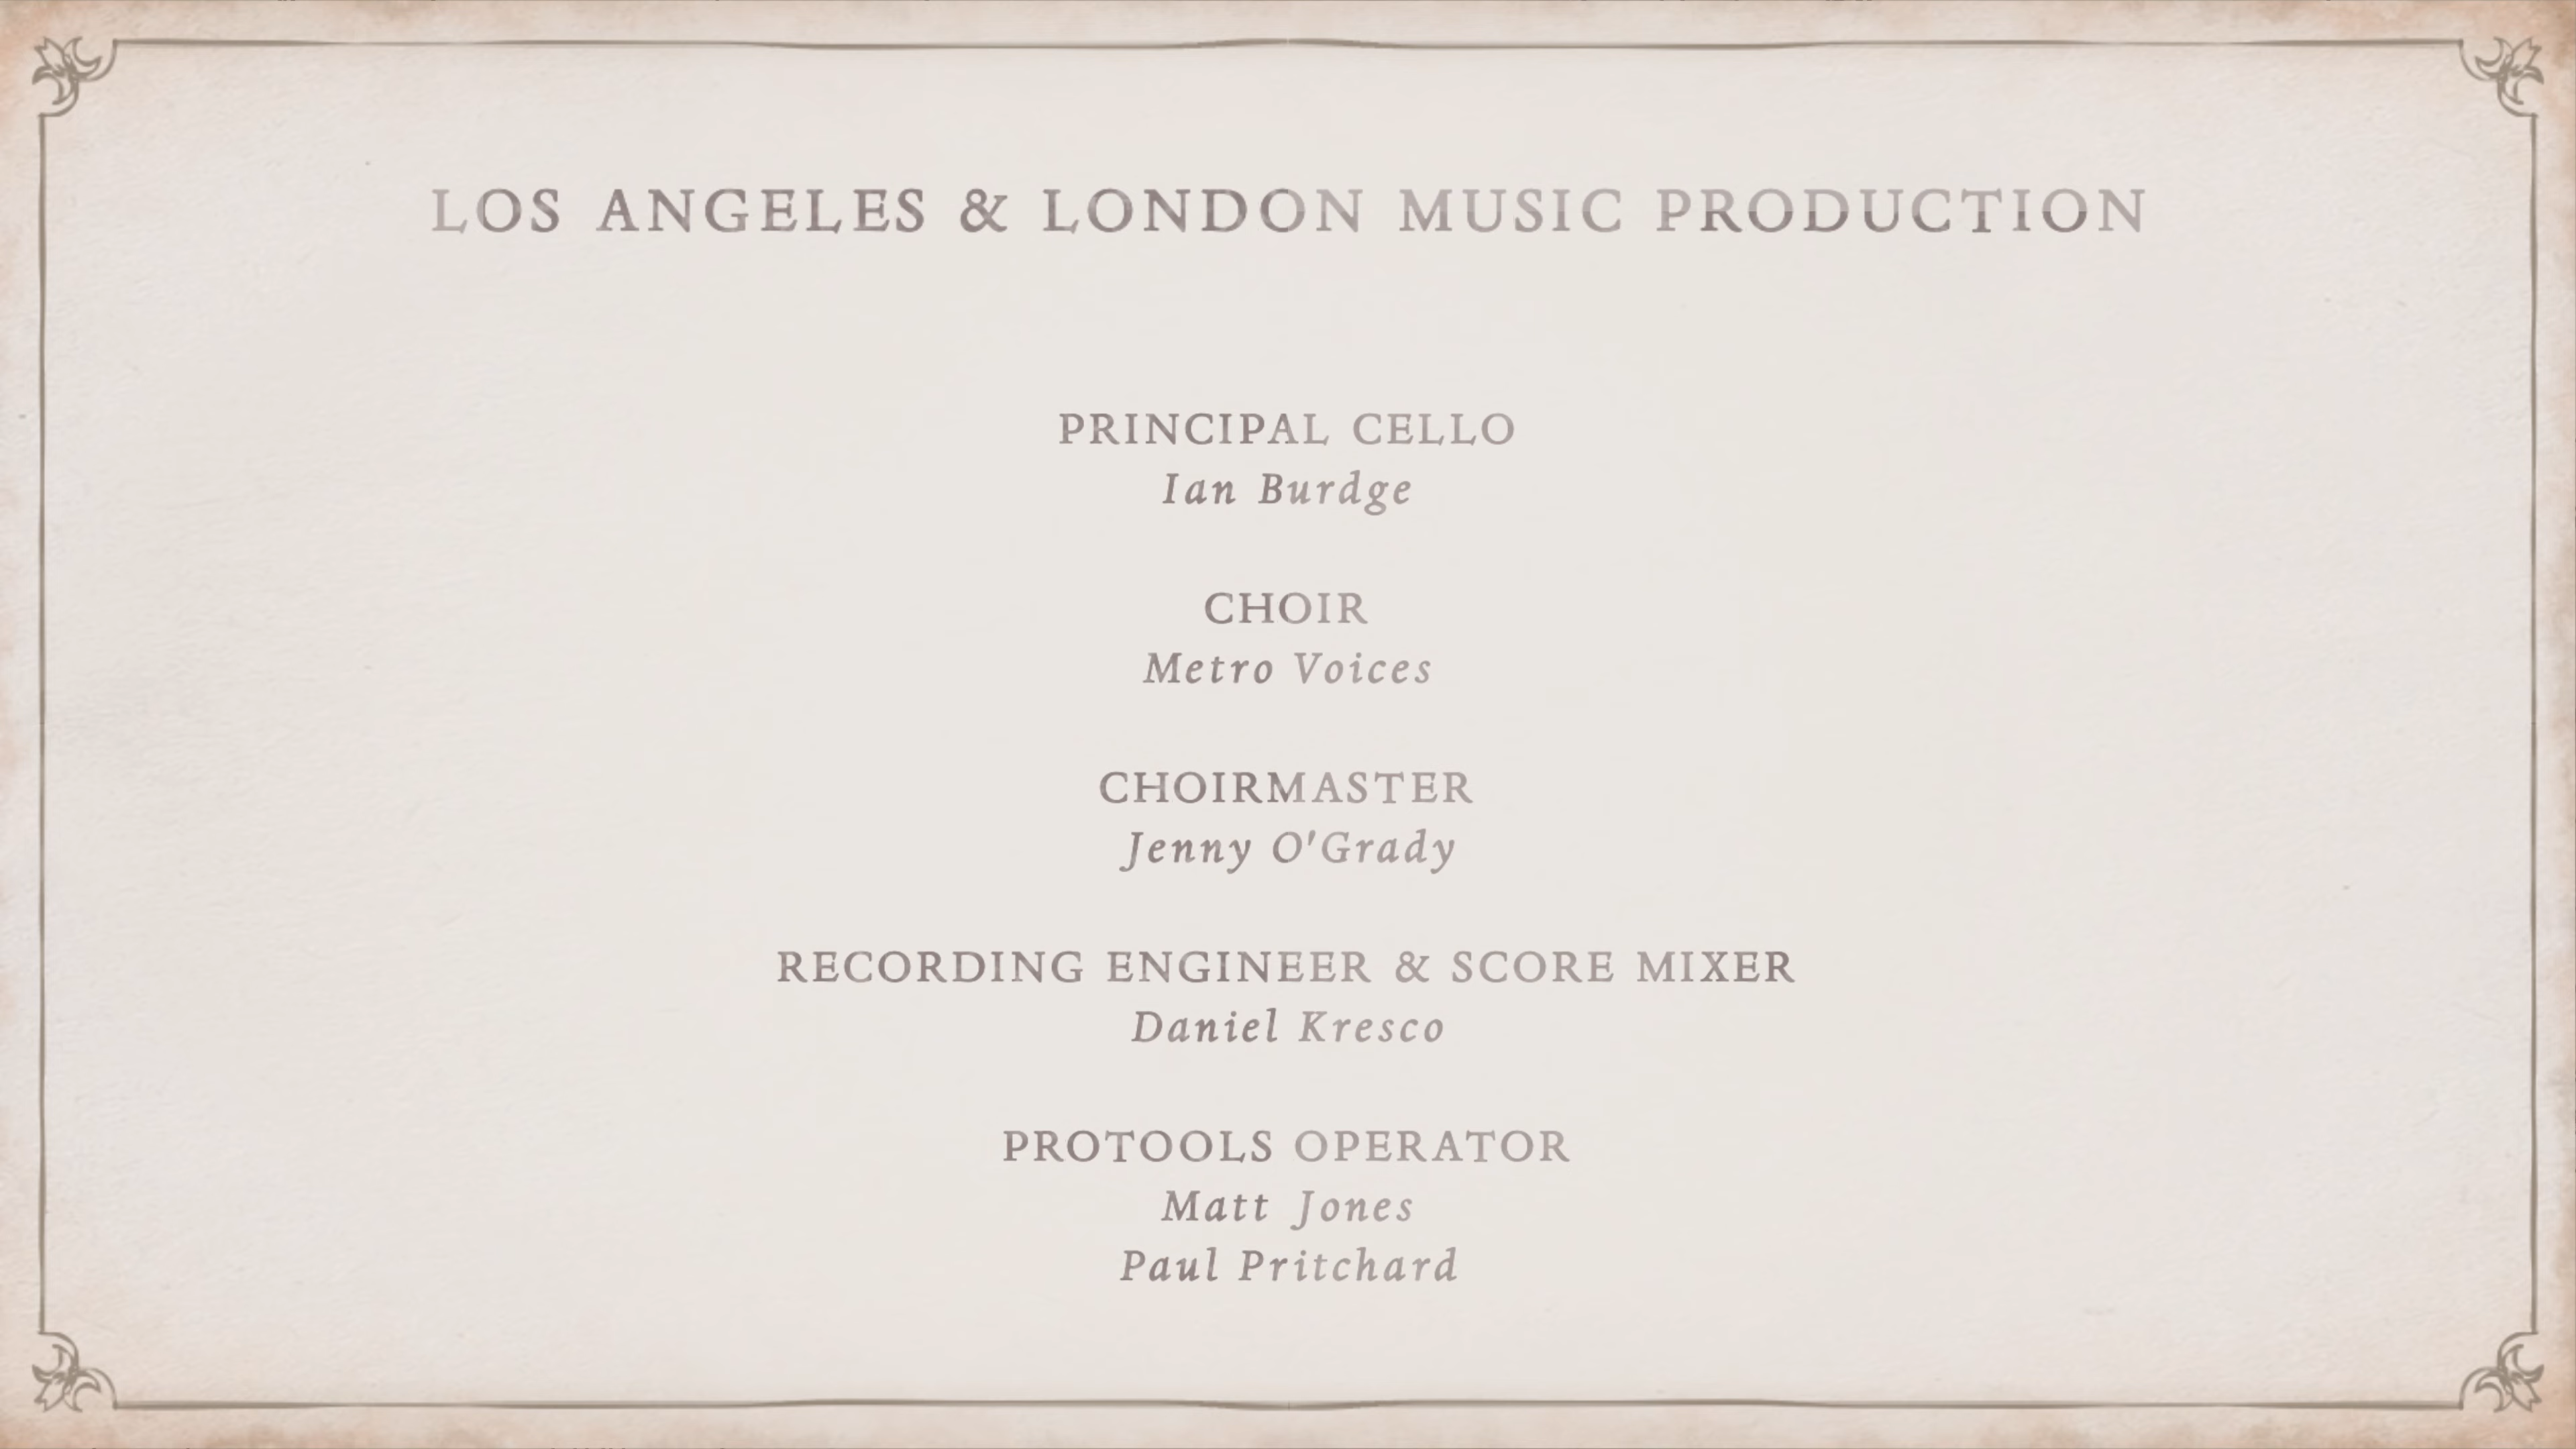 LOS ANGELES & LONDON MUSIC PRODUCTION
PRINCIPAL CELLO
Ian Burdge
CHOIR
Metro Voices
CHOIRMASTER
Jenny O'Grady
RECORDING ENGINEER & SCORE MIXER
Daniel Kresco
PROTOOLS OPERATOR
Matt Jones
Paul Pritchard